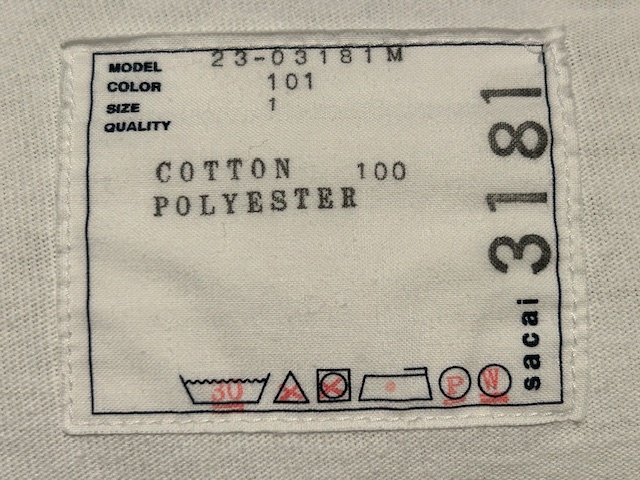 MODEL 23-03181M
COLOR 101
SIZE 1
QUALITY
COTTON 100
POLYESTER
30
P
W
sacai 3181